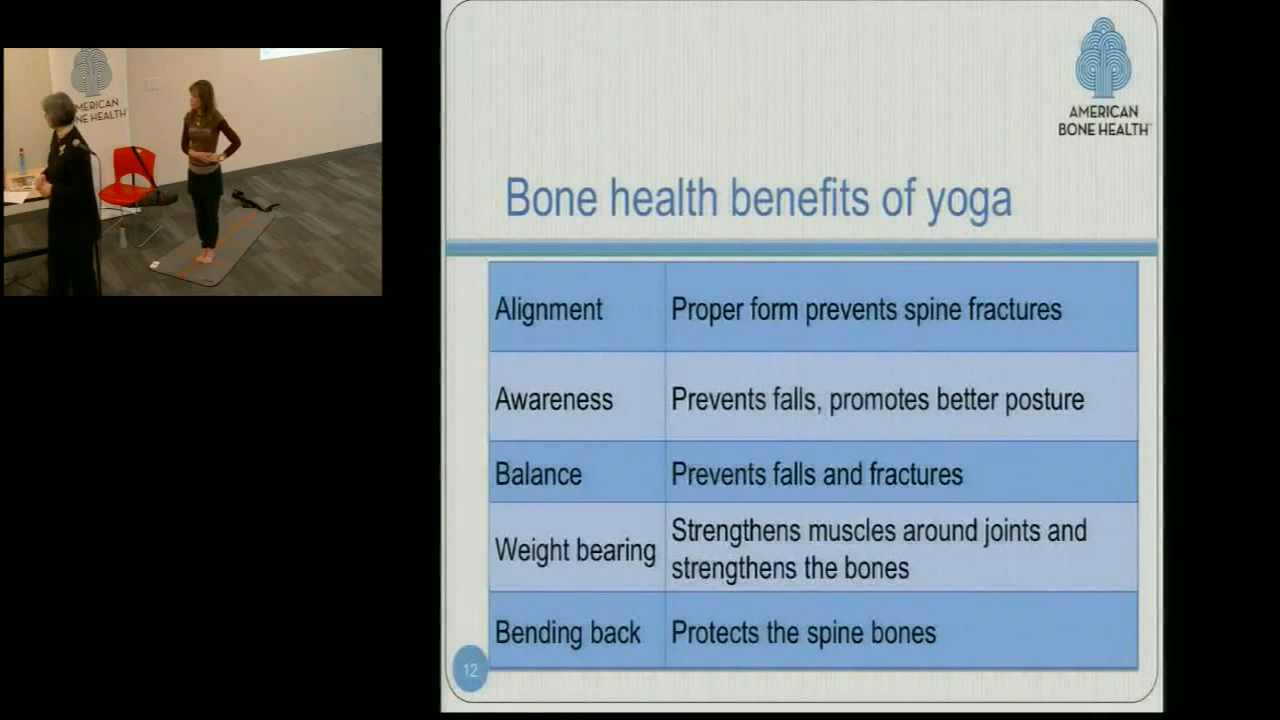 AMERICAN
BONE HEALTH
MERICAN
NE HEALTH
Bone health benefits of yoga
Alignment
Proper form prevents spine fractures
Awareness
Prevents falls, promotes better posture
Balance
Prevents falls and fractures
Weight bearing
Strengthens muscles around joints and
strengthens the bones
Bending back
Protects the spine bones
12